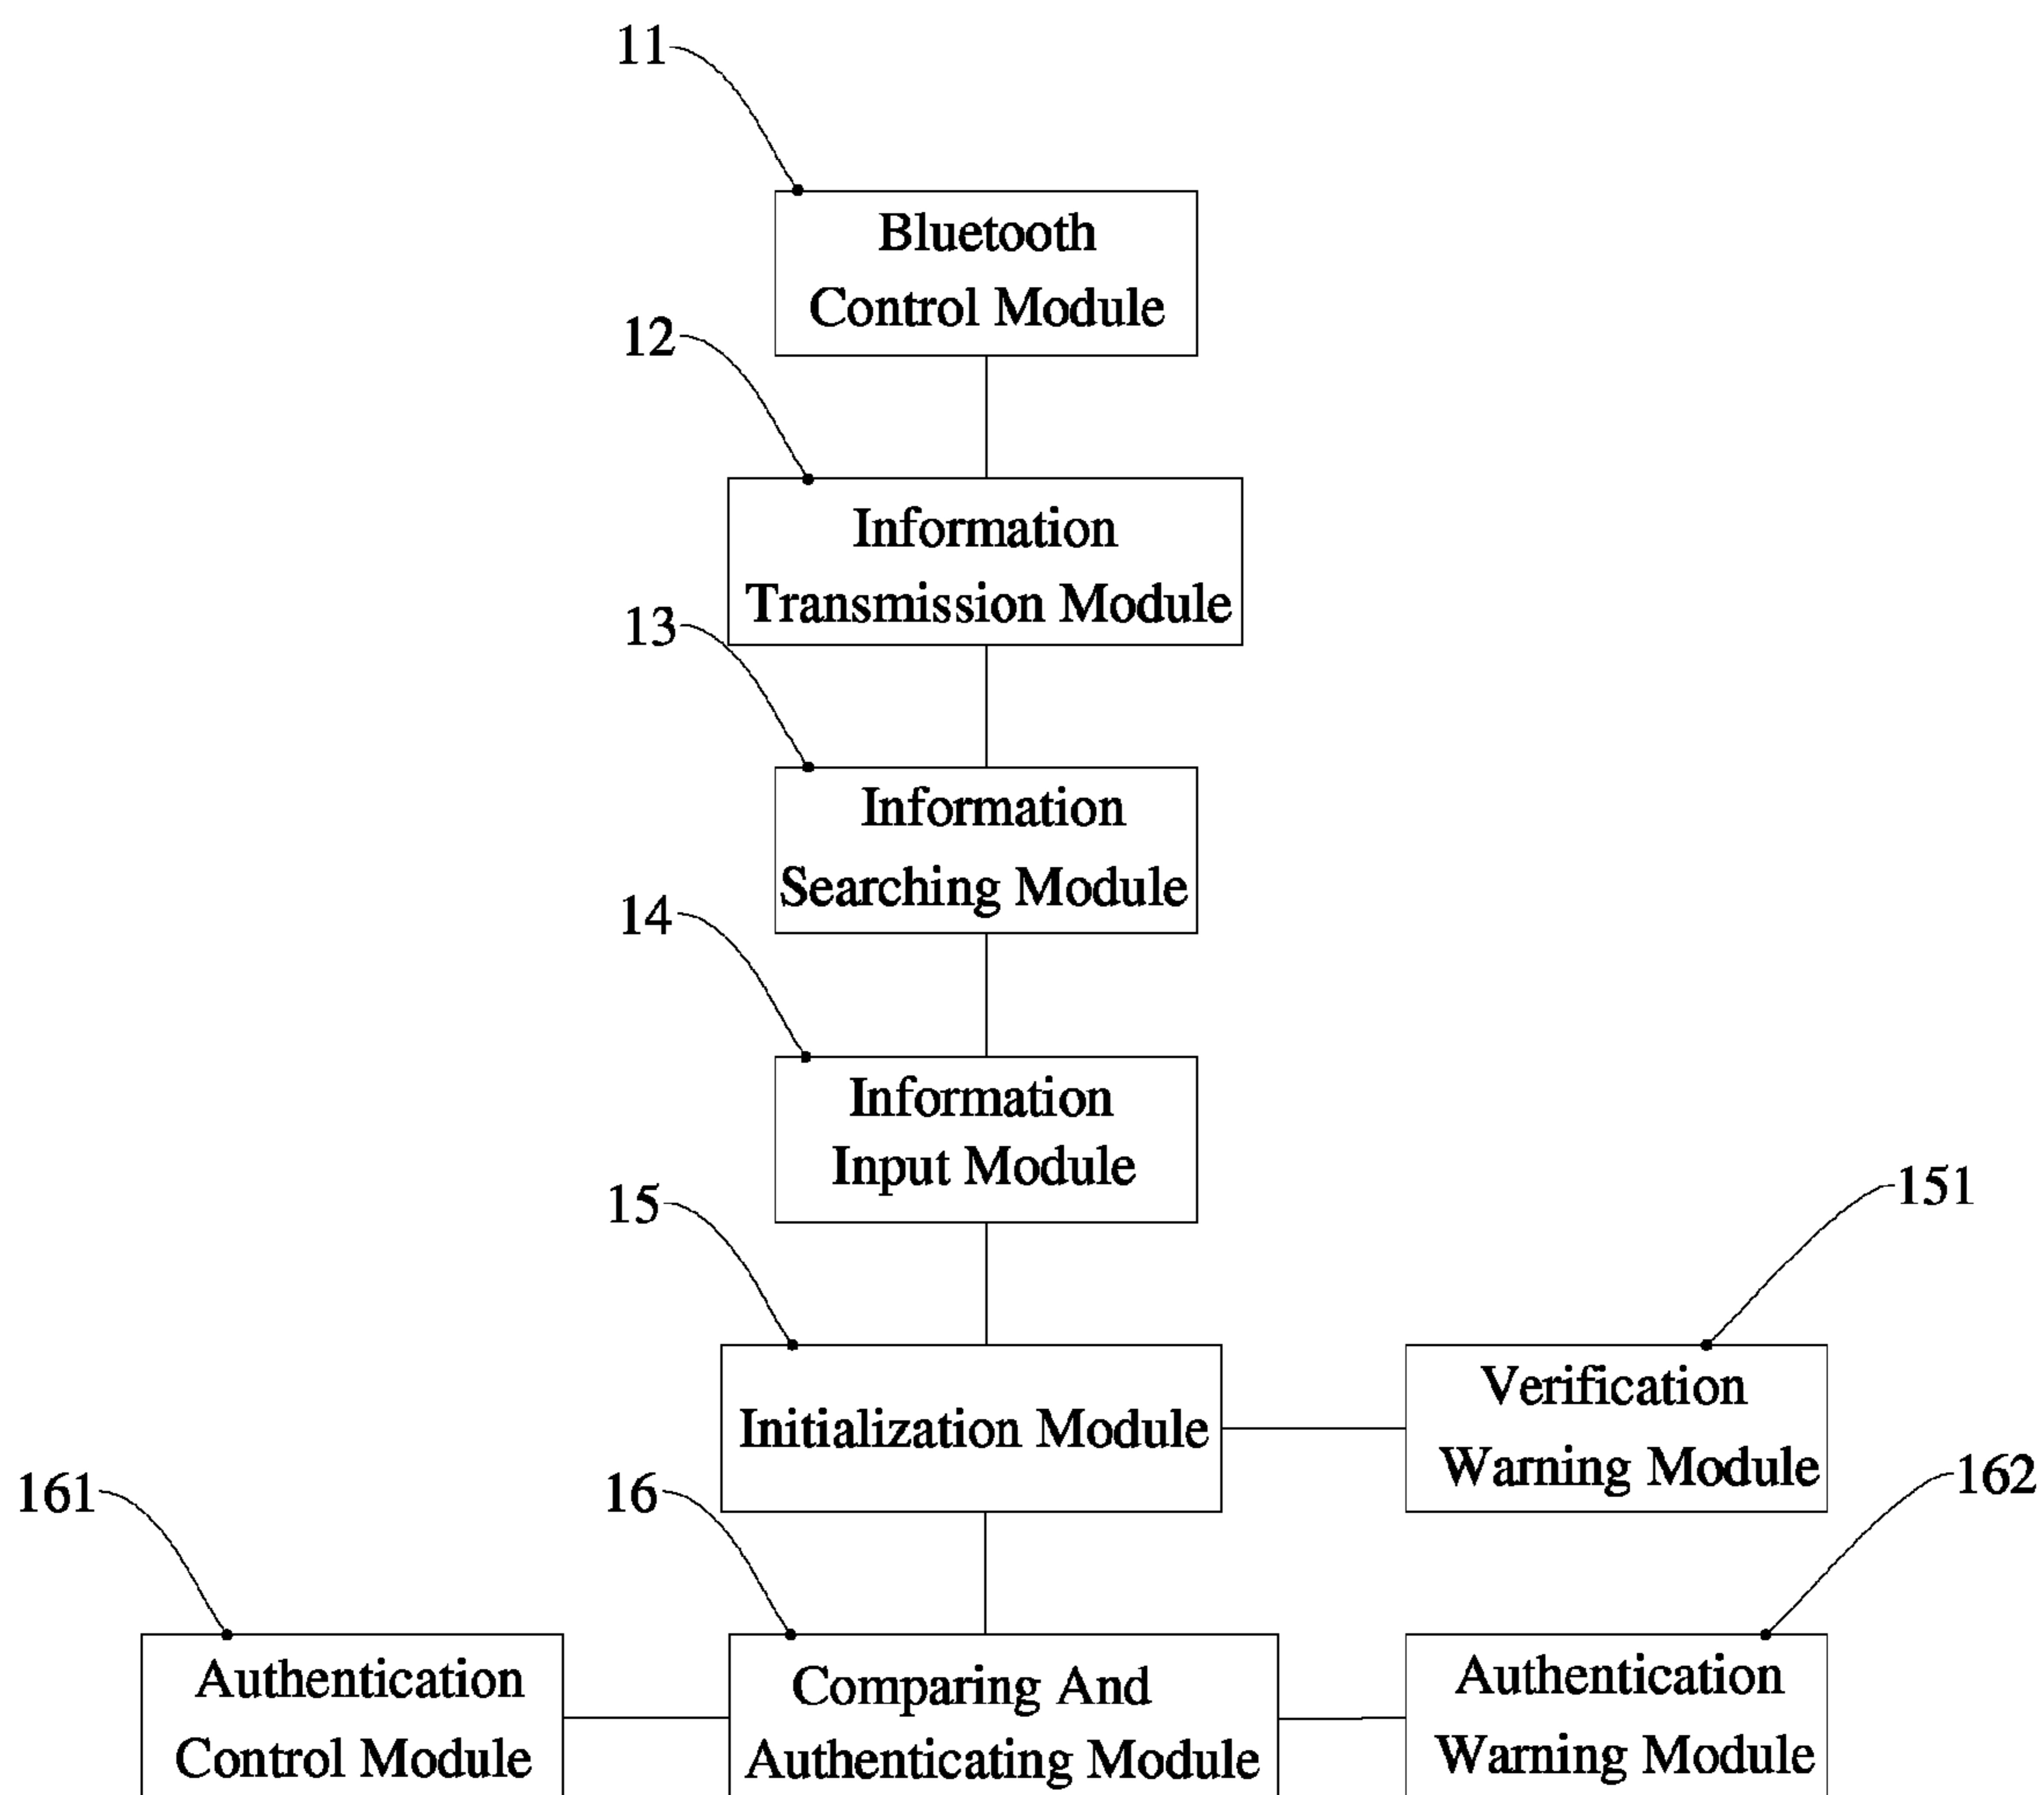 11
Bluetooth
Control Module
12
Information
Transmission Module
13
Information
Searching Module
14
Information
Input Module
15
151
Initialization Module
Verification
Warning Module
161
16
162
Authentication
Control Module
Comparing And
Authenticating Module
Authentication
Warning Module